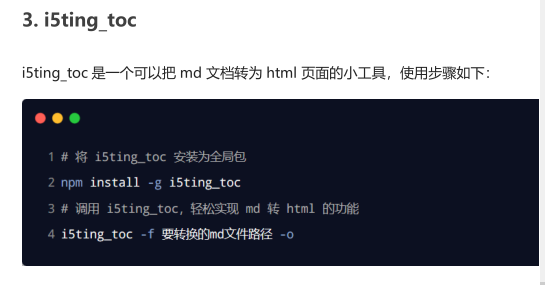 3. i5ting_toc
i5ting_toc 是一个可以把 md 文档转为 html 页面的小工具，使用步骤如下：
1 # 将 i5ting_toc 安装为全局包
2 npm install -g i5ting_toc
3 # 调用 i5ting_toc，轻松实现 md 转 html 的功能
4 i5ting_toc -f 要转换的md文件路径 -o